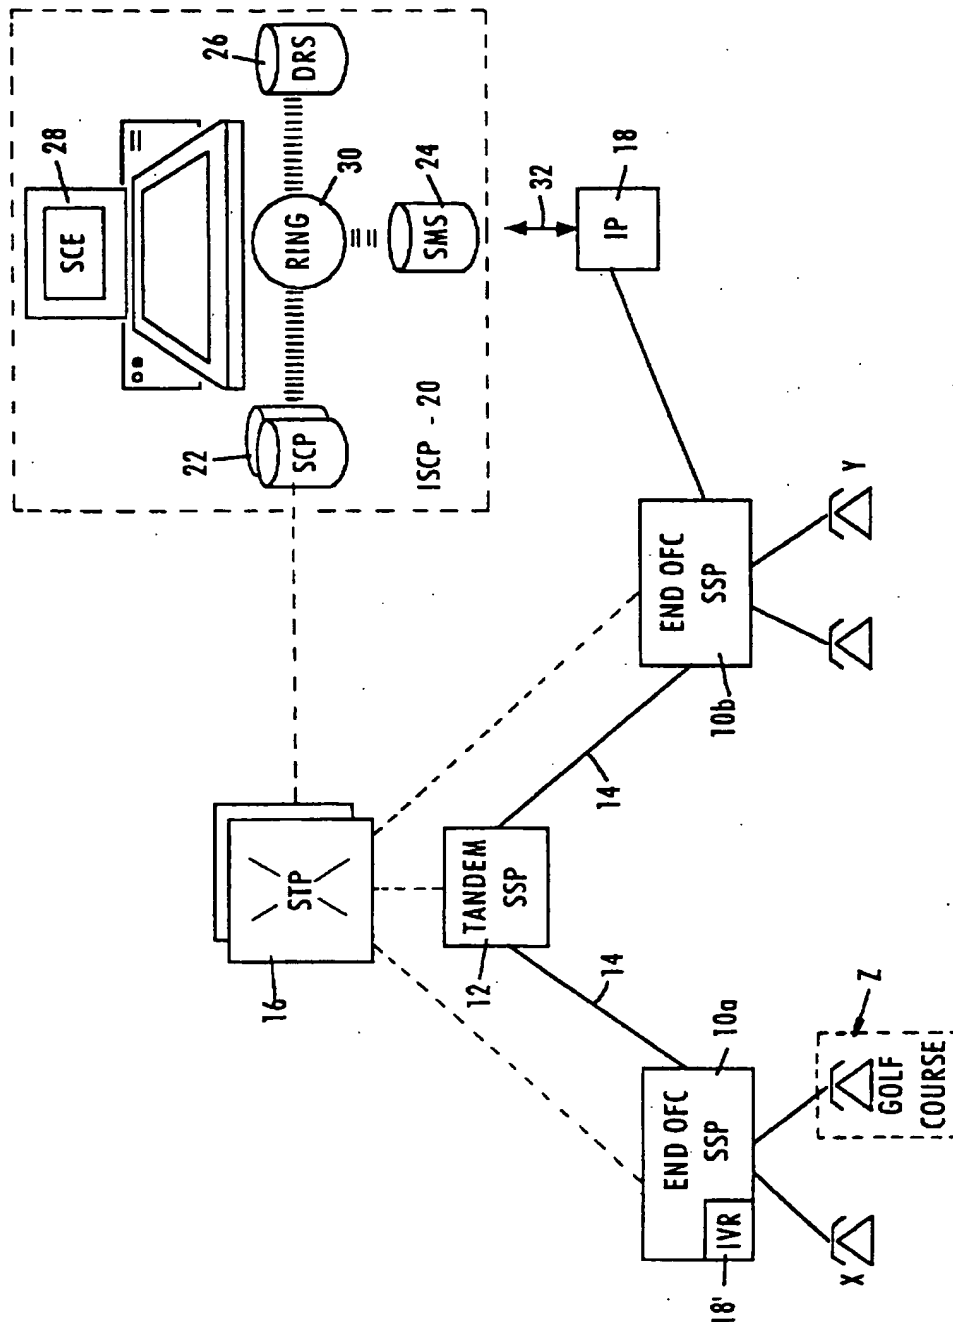 28
SCE
26
DRS
RING
30
24
SMS
22
SCP
ISCP - 20
32
18
IP
16
STP
TANDEM
SSP
12
14
14
END OFC
SSP
10b
Y
END OFC
SSP
10a
IVR
18'
X
Z
GOLF
COURSE